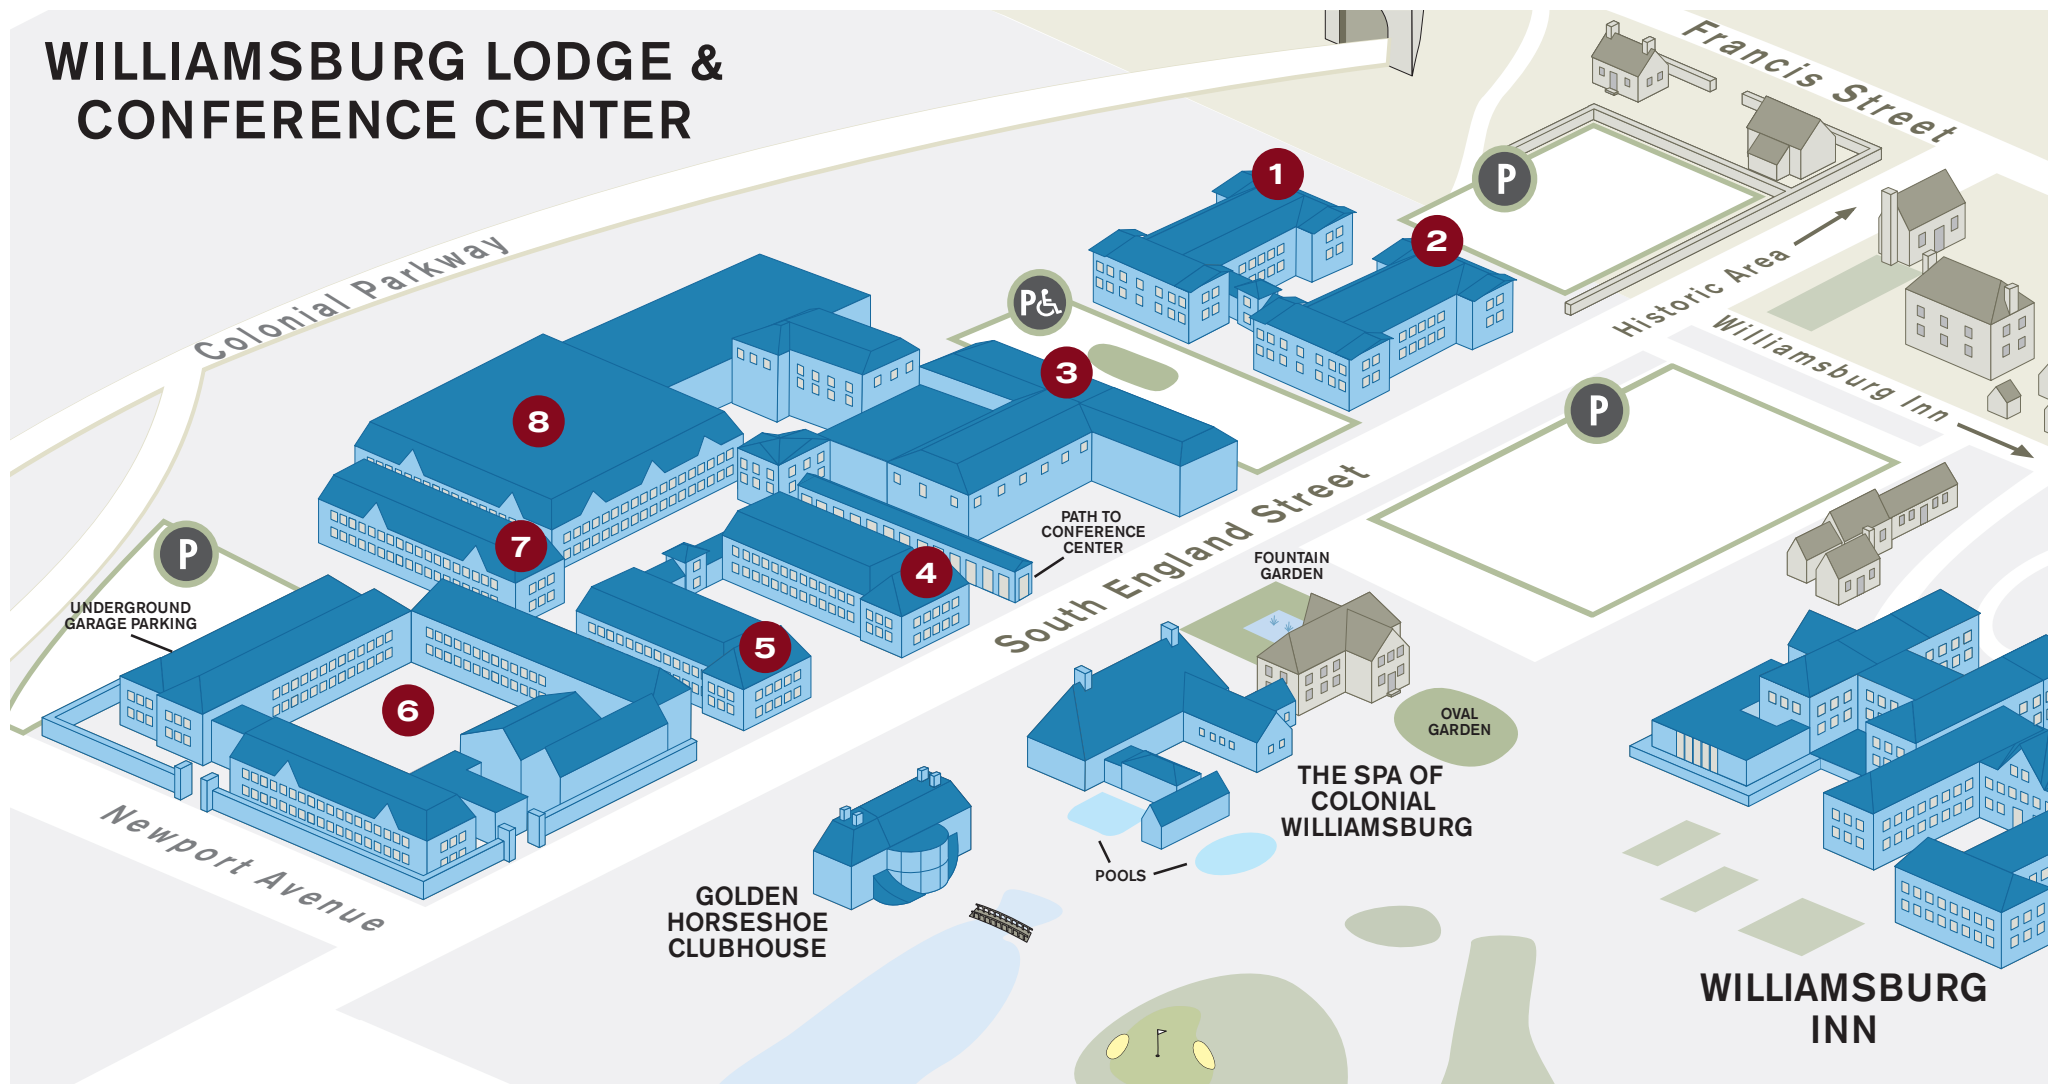 WILLIAMSBURG LODGE &
CONFERENCE CENTER
Francis Street
1
P
2
Colonial Parkway
P
Historic Area
Williamsburg Inn
3
P
8
South England Street
PATH TO
CONFERENCE
CENTER
7
P
4
FOUNTAIN
GARDEN
UNDERGROUND
GARAGE PARKING
5
6
OVAL
GARDEN
THE SPA OF
COLONIAL
WILLIAMSBURG
Newport Avenue
POOLS
GOLDEN
HORSESHOE
CLUBHOUSE
WILLIAMSBURG
INN